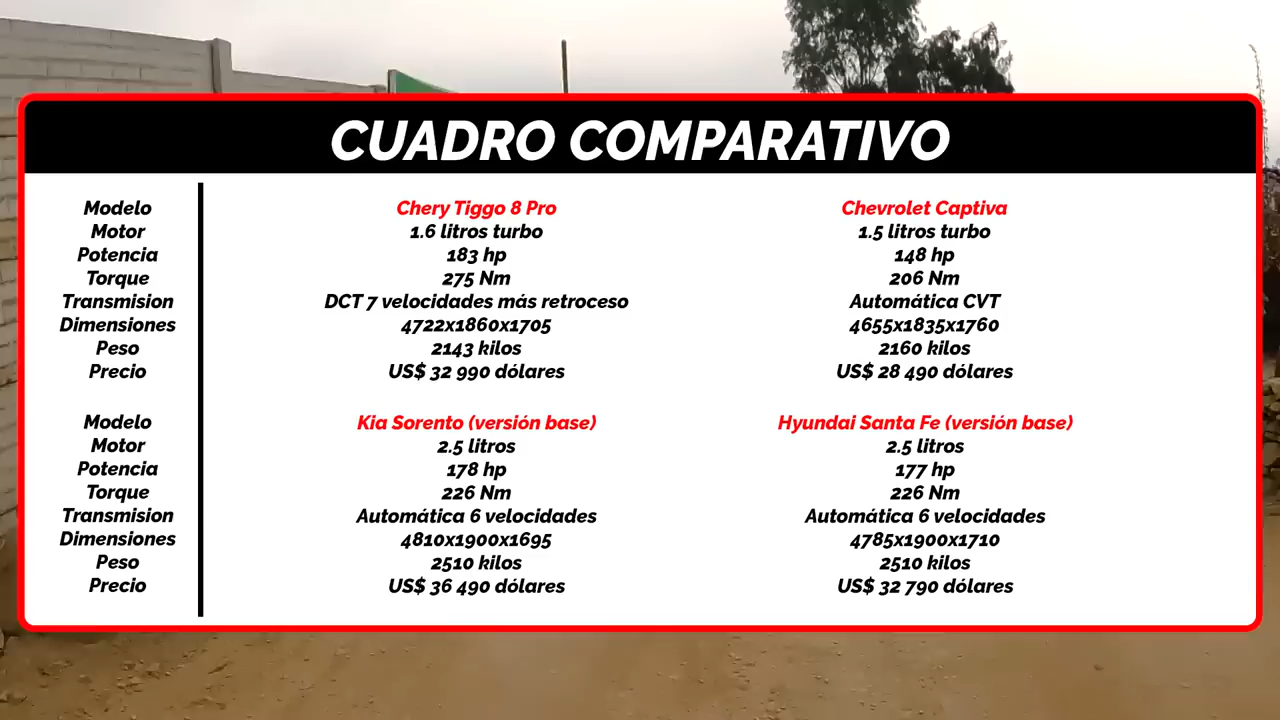 CUADRO COMPARATIVO
Modelo Chery Tiggo 8 Pro Chevrolet Captiva
Motor 1.6 litros turbo 1.5 litros turbo
Potencia 183 hp 148 hp
Torque 275 Nm 206 Nm
Transmision DCT 7 velocidades más retroceso Automática CVT
Dimensiones 4722x1860x1705 4655x1835x1760
Peso 2143 kilos 2160 kilos
Precio US$ 32 990 dólares US$ 28 490 dólares
Modelo Kia Sorento (versión base) Hyundai Santa Fe (versión base)
Motor 2.5 litros 2.5 litros
Potencia 178 hp 177 hp
Torque 226 Nm 226 Nm
Transmision Automática 6 velocidades Automática 6 velocidades
Dimensiones 4810x1900x1695 4785x1900x1710
Peso 2510 kilos 2510 kilos
Precio US$ 36 490 dólares US$ 32 790 dólares